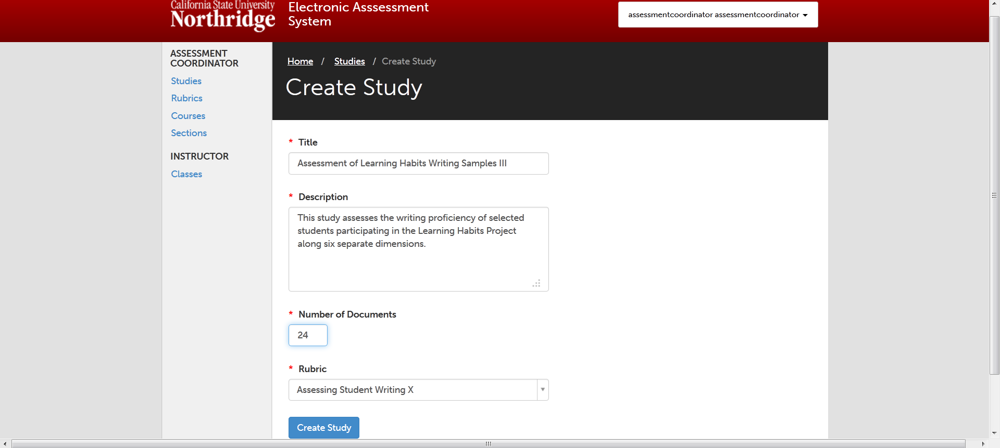 California State University
Northridge
Electronic Asssessment
System
assessmentcoordinator assessmentcoordinator
ASSESSMENT
COORDINATOR
Studies
Rubrics
Courses
Sections
INSTRUCTOR
Classes
Home / Studies / Create Study
Create Study
* Title
Assessment of Learning Habits Writing Samples III
* Description
This study assesses the writing proficiency of selected
students participating in the Learning Habits Project
along six separate dimensions.
* Number of Documents
24
* Rubric
Assessing Student Writing X
Create Study